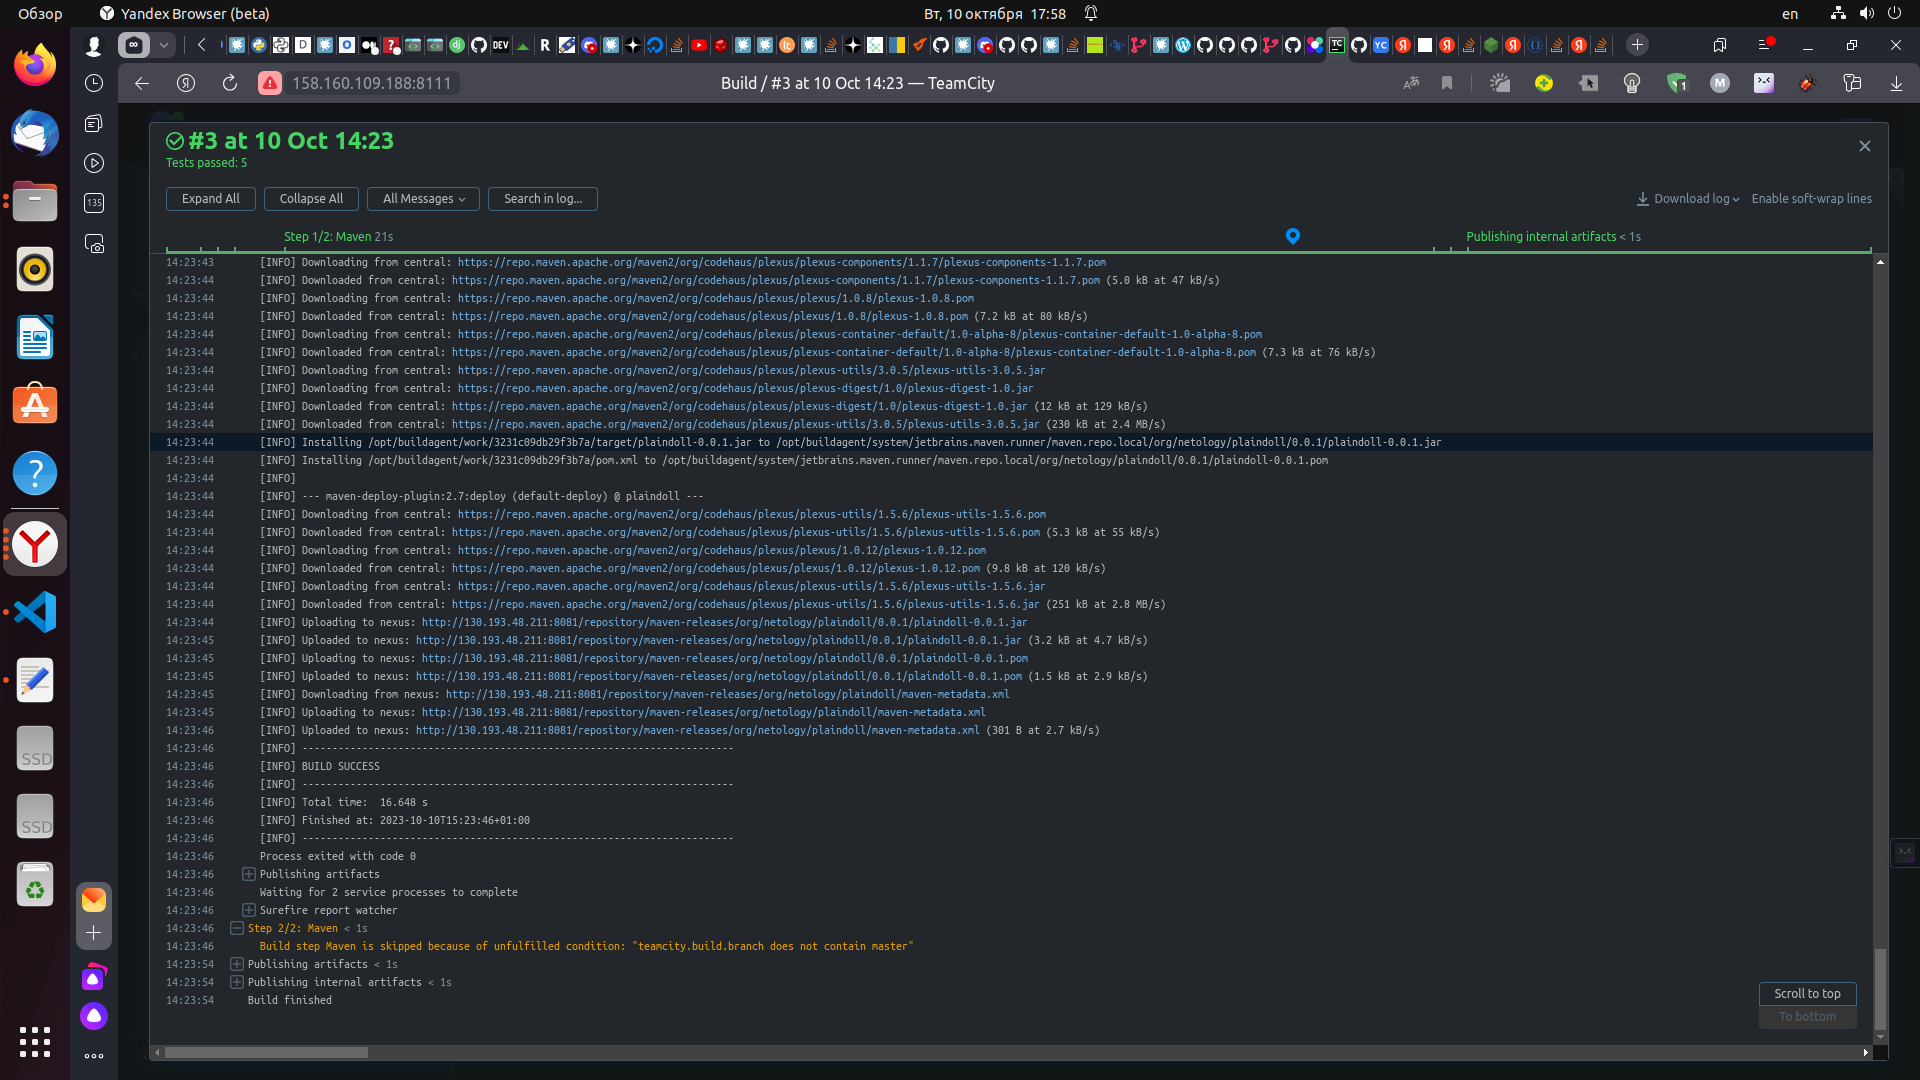 Обзор
Yandex Browser (beta)
Вт, 10 октября 17:58
en
158.160.109.188:8111
Build / #3 at 10 Oct 14:23 — TeamCity
#3 at 10 Oct 14:23
Tests passed: 5
Expand All
Collapse All
All Messages
Search in log...
Download log
Enable soft-wrap lines
Step 1/2: Maven 21s
Publishing internal artifacts < 1s
14:23:43 [INFO] Downloading from central: https://repo.maven.apache.org/maven2/org/codehaus/plexus/plexus-components/1.1.7/plexus-components-1.1.7.pom
14:23:44 [INFO] Downloaded from central: https://repo.maven.apache.org/maven2/org/codehaus/plexus/plexus-components/1.1.7/plexus-components-1.1.7.pom (5.0 kB at 47 kB/s)
14:23:44 [INFO] Downloading from central: https://repo.maven.apache.org/maven2/org/codehaus/plexus/plexus/1.0.8/plexus-1.0.8.pom
14:23:44 [INFO] Downloaded from central: https://repo.maven.apache.org/maven2/org/codehaus/plexus/plexus/1.0.8/plexus-1.0.8.pom (7.2 kB at 80 kB/s)
14:23:44 [INFO] Downloading from central: https://repo.maven.apache.org/maven2/org/codehaus/plexus/plexus-container-default/1.0-alpha-8/plexus-container-default-1.0-alpha-8.pom
14:23:44 [INFO] Downloaded from central: https://repo.maven.apache.org/maven2/org/codehaus/plexus/plexus-container-default/1.0-alpha-8/plexus-container-default-1.0-alpha-8.pom (7.3 kB at 76 kB/s)
14:23:44 [INFO] Downloading from central: https://repo.maven.apache.org/maven2/org/codehaus/plexus/plexus-utils/3.0.5/plexus-utils-3.0.5.jar
14:23:44 [INFO] Downloading from central: https://repo.maven.apache.org/maven2/org/codehaus/plexus/plexus-digest/1.0/plexus-digest-1.0.jar
14:23:44 [INFO] Downloaded from central: https://repo.maven.apache.org/maven2/org/codehaus/plexus/plexus-digest/1.0/plexus-digest-1.0.jar (12 kB at 129 kB/s)
14:23:44 [INFO] Downloaded from central: https://repo.maven.apache.org/maven2/org/codehaus/plexus/plexus-utils/3.0.5/plexus-utils-3.0.5.jar (230 kB at 2.4 MB/s)
14:23:44 [INFO] Installing /opt/buildagent/work/3231c09db29f3b7a/target/plaindoll-0.0.1.jar to /opt/buildagent/system/jetbrains.maven.runner/maven.repo.local/org/netology/plaindoll/0.0.1/plaindoll-0.0.1.jar
14:23:44 [INFO] Installing /opt/buildagent/work/3231c09db29f3b7a/pom.xml to /opt/buildagent/system/jetbrains.maven.runner/maven.repo.local/org/netology/plaindoll/0.0.1/plaindoll-0.0.1.pom
14:23:44 [INFO]
14:23:44 [INFO] --- maven-deploy-plugin:2.7:deploy (default-deploy) @ plaindoll ---
14:23:44 [INFO] Downloading from central: https://repo.maven.apache.org/maven2/org/codehaus/plexus/plexus-utils/1.5.6/plexus-utils-1.5.6.pom
14:23:44 [INFO] Downloaded from central: https://repo.maven.apache.org/maven2/org/codehaus/plexus/plexus-utils/1.5.6/plexus-utils-1.5.6.pom (5.3 kB at 55 kB/s)
14:23:44 [INFO] Downloading from central: https://repo.maven.apache.org/maven2/org/codehaus/plexus/plexus/1.0.12/plexus-1.0.12.pom
14:23:44 [INFO] Downloaded from central: https://repo.maven.apache.org/maven2/org/codehaus/plexus/plexus/1.0.12/plexus-1.0.12.pom (9.8 kB at 120 kB/s)
14:23:44 [INFO] Downloading from central: https://repo.maven.apache.org/maven2/org/codehaus/plexus/plexus-utils/1.5.6/plexus-utils-1.5.6.jar
14:23:44 [INFO] Downloaded from central: https://repo.maven.apache.org/maven2/org/codehaus/plexus/plexus-utils/1.5.6/plexus-utils-1.5.6.jar (251 kB at 2.8 MB/s)
14:23:44 [INFO] Uploading to nexus: http://130.193.48.211:8081/repository/maven-releases/org/netology/plaindoll/0.0.1/plaindoll-0.0.1.jar
14:23:45 [INFO] Uploaded to nexus: http://130.193.48.211:8081/repository/maven-releases/org/netology/plaindoll/0.0.1/plaindoll-0.0.1.jar (3.2 kB at 4.7 kB/s)
14:23:45 [INFO] Uploading to nexus: http://130.193.48.211:8081/repository/maven-releases/org/netology/plaindoll/0.0.1/plaindoll-0.0.1.pom
14:23:45 [INFO] Uploaded to nexus: http://130.193.48.211:8081/repository/maven-releases/org/netology/plaindoll/0.0.1/plaindoll-0.0.1.pom (1.5 kB at 2.9 kB/s)
14:23:45 [INFO] Downloading from nexus: http://130.193.48.211:8081/repository/maven-releases/org/netology/plaindoll/maven-metadata.xml
14:23:45 [INFO] Uploading to nexus: http://130.193.48.211:8081/repository/maven-releases/org/netology/plaindoll/maven-metadata.xml
14:23:46 [INFO] Uploaded to nexus: http://130.193.48.211:8081/repository/maven-releases/org/netology/plaindoll/maven-metadata.xml (301 B at 2.7 kB/s)
14:23:46 [INFO] ------------------------------------------------------------------------
14:23:46 [INFO] BUILD SUCCESS
14:23:46 [INFO] ------------------------------------------------------------------------
14:23:46 [INFO] Total time:  16.648 s
14:23:46 [INFO] Finished at: 2023-10-10T15:23:46+01:00
14:23:46 [INFO] ------------------------------------------------------------------------
14:23:46 Process exited with code 0
14:23:46 Publishing artifacts
14:23:46 Waiting for 2 service processes to complete
14:23:46 Surefire report watcher
14:23:46 Step 2/2: Maven < 1s
14:23:46 Build step Maven is skipped because of unfulfilled condition: "teamcity.build.branch does not contain master"
14:23:54 Publishing artifacts < 1s
14:23:54 Publishing internal artifacts < 1s
14:23:54 Build finished
Scroll to top
To bottom
135
SSD
SSD